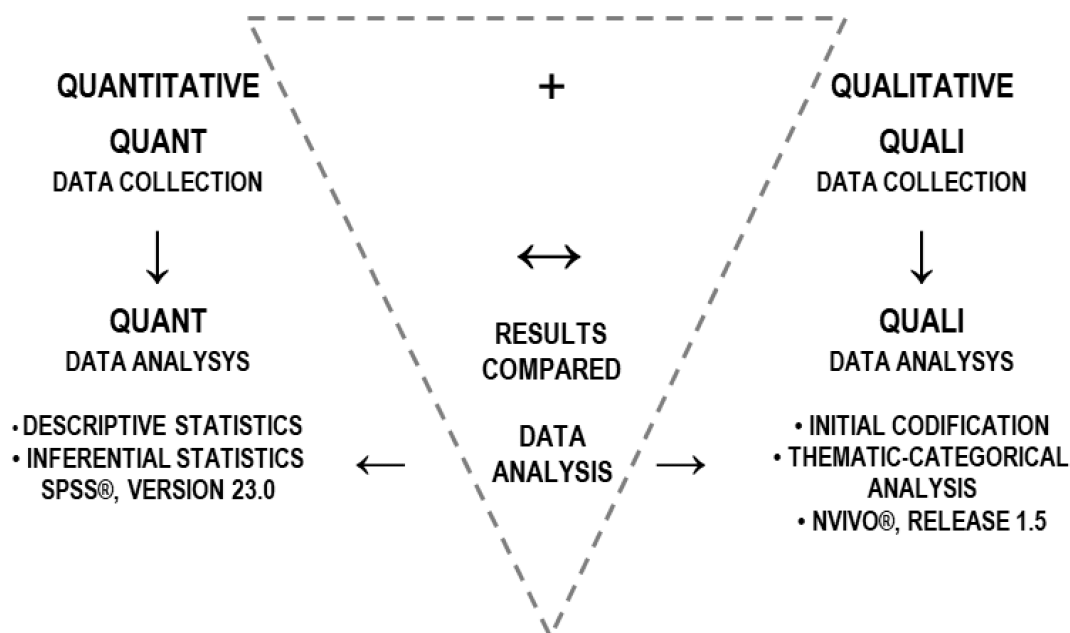 QUANTITATIVE
QUANT
DATA COLLECTION
↓
QUANT
DATA ANALYSYS
• DESCRIPTIVE STATISTICS
• INFERENTIAL STATISTICS
SPSS®, VERSION 23.0
+
↔
RESULTS
COMPARED
← DATA →
ANALYSIS
QUALITATIVE
QUALI
DATA COLLECTION
↓
QUALI
DATA ANALYSYS
• INITIAL CODIFICATION
• THEMATIC-CATEGORICAL
ANALYSIS
• NVIVO®, RELEASE 1.5